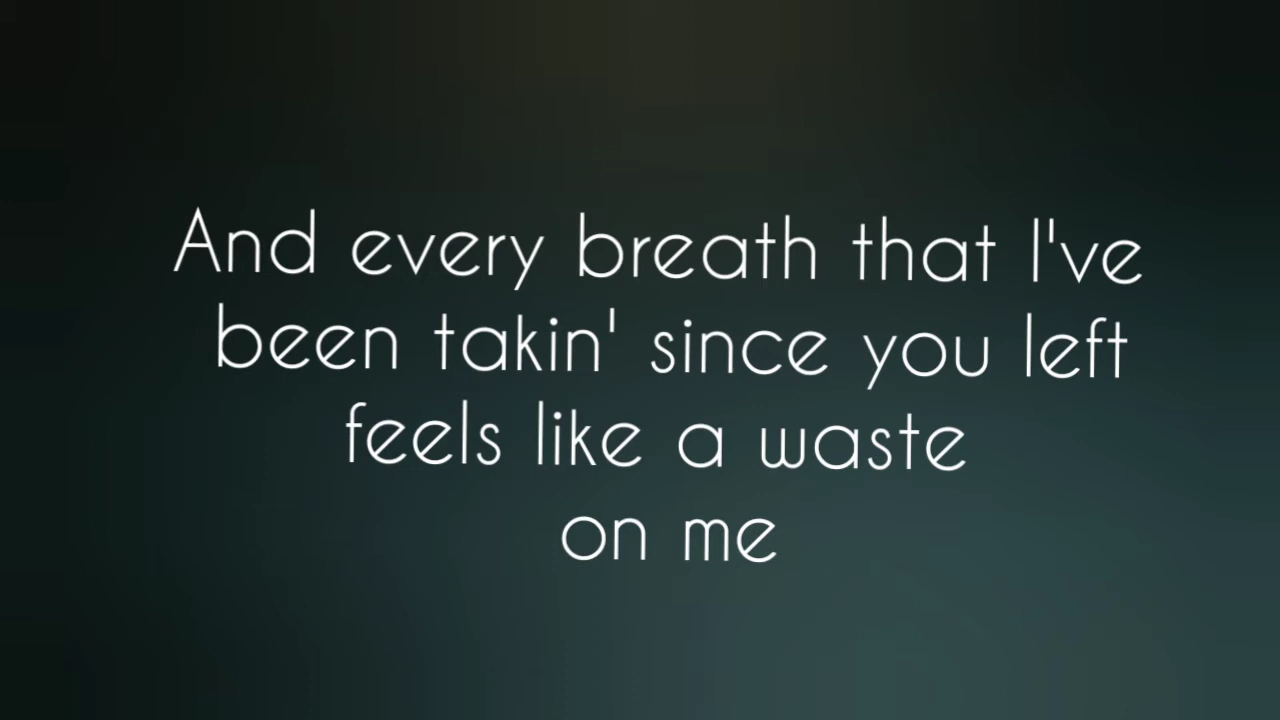 And every breath that I've
been takin' since you left
feels like a waste
on me